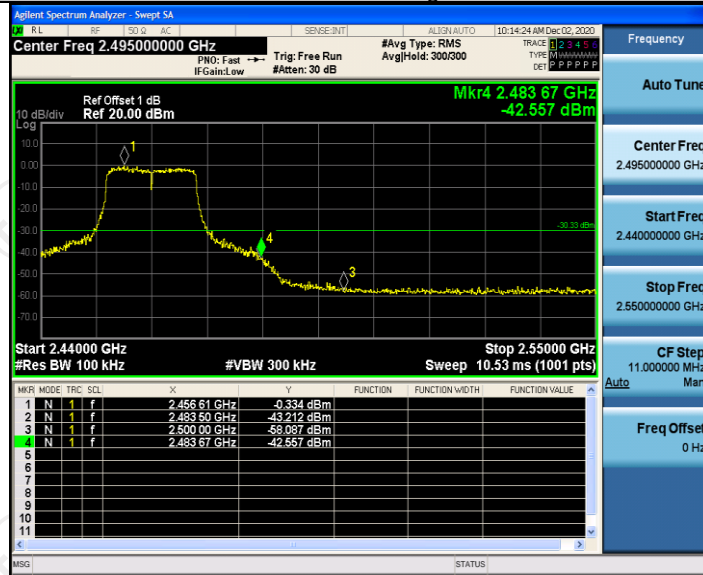 Agilent Spectrum Analyzer - Swept SA
RL RF 50 Ω AC SENSE:INT ALIGN AUTO 10:14:24 AM Dec 02, 2020
Center Freq 2.495000000 GHz #Avg Type: RMS TRACE 1 2 3 4 5 6
PNO: Fast Trig: Free Run Avg|Hold: 300/300 TYPE M
IFGain:Low #Atten: 30 dB DET P P P P P P
Mkr4 2.483 67 GHz
Ref Offset 1 dB
-42.557 dBm
10 dB/div Ref 20.00 dBm
Log
10.0
0.00
-10.0
-20.0
-30.0
-40.0
-50.0
-60.0
-70.0
1
-30.33 dBm
4
3
Start 2.44000 GHz Stop 2.55000 GHz
#Res BW 100 kHz #VBW 300 kHz Sweep 10.53 ms (1001 pts)
MKR MODE TRC SCL X Y FUNCTION FUNCTION WIDTH FUNCTION VALUE
1 N 1 f 2.456 61 GHz -0.334 dBm
2 N 1 f 2.483 50 GHz -43.212 dBm
3 N 1 f 2.500 00 GHz -58.087 dBm
4 N 1 f 2.483 67 GHz -42.557 dBm
5
6
7
8
9
10
11
MSG STATUS
Frequency
Auto Tune
Center Freq
2.495000000 GHz
Start Freq
2.440000000 GHz
Stop Freq
2.550000000 GHz
CF Step
11.000000 MHz
Auto Man
Freq Offset
0 Hz